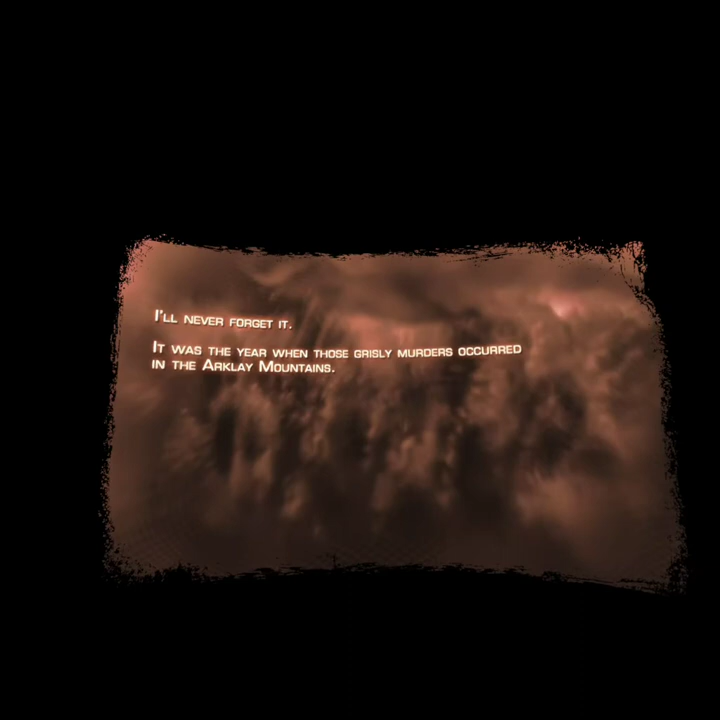 I'll never forget it.
It was the year when those grisly murders occurred
in the Arklay Mountains.